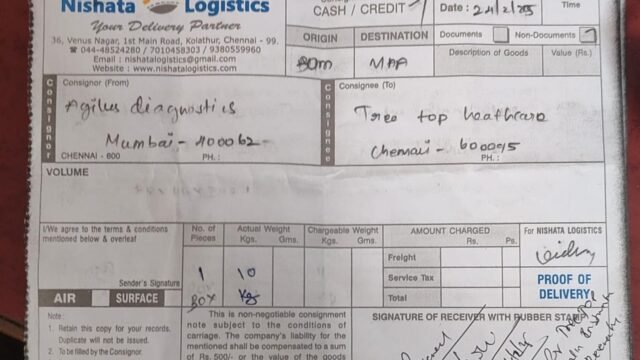 Nishata Logistics
Your Delivery Partner
36, Venus Nagar, 1st Main Road, Kolathur, Chennai - 99.
☎ 044-48524280 / 7010458303 / 9380559960
Email : nishatalogistics@gmail.com
Website : www.nishatalogistics.com
CASH / CREDIT
Date : 24/2/25
Pcs.
ORIGIN DESTINATION
BOM MAA
Documents Non-Documents
Description of Goods Value (Rs.)
Consignor
Consignor (From)
Agilus diagnostics
Mumbai - 400062-
CHENNAI - 600 PH. :
Consignee
Consignee (To)
Tree top heathcare
Chennai - 600095
PH. :
VOLUME
I/We agree to the terms & conditions
mentioned below & overleaf
Sender's Signature
AIR SURFACE
No. of Pieces
1
BOX
Actual Weight
Kgs. Gms.
10
Kg
Chargeable Weight
Kgs. Gms.
AMOUNT CHARGED
Rs. Ps.
Freight
Service Tax
Total
For NISHATA LOGISTICS
PROOF OF
DELIVERY
Note :
1. Retain this copy for your records.
Duplicate will not be issued.
2. To be filled by the Consignor.
This is non-negotiable consignment
note subject to the conditions of
carriage. The company's liability for the
mentioned shall be compensated to a
sum of Rs. 500/- or the value of the goods
SIGNATURE OF RECEIVER WITH RUBBER STAMP